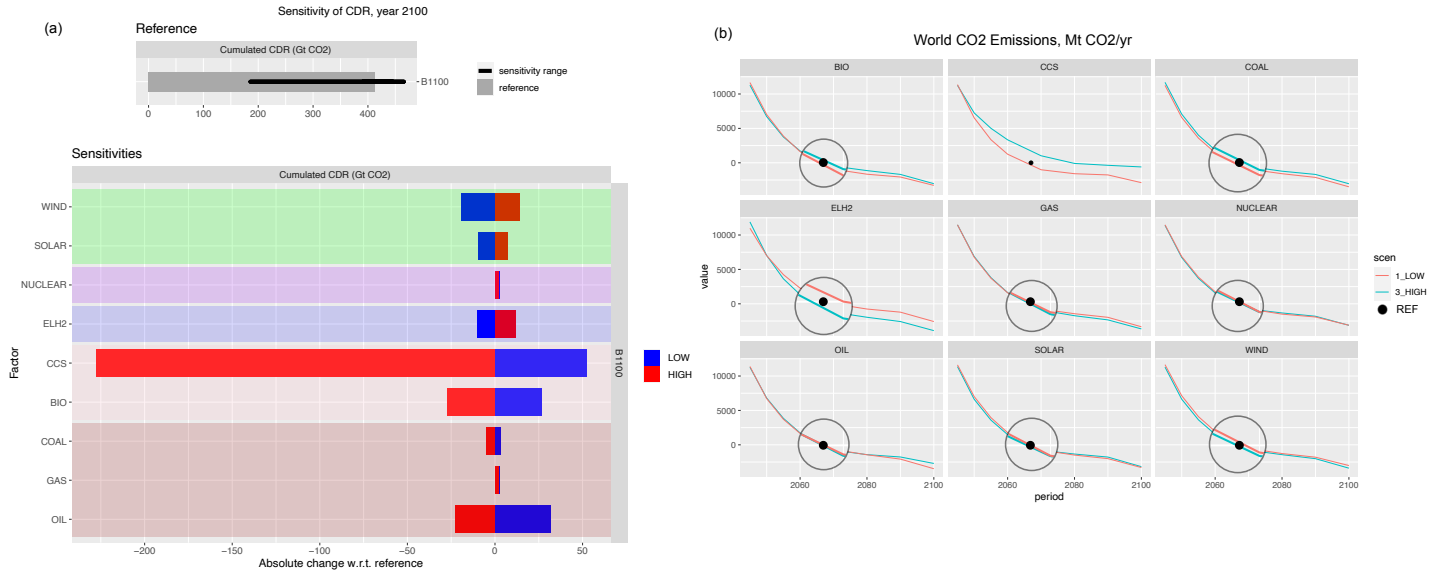 Sensitivity of CDR, year 2100
(a)
Reference
Cumulated CDR (Gt CO2)
B1100
0 100 200 300 400
sensitivity range
reference
Sensitivities
Cumulated CDR (Gt CO2)
Factor
WIND
SOLAR
NUCLEAR
ELH2
CCS
BIO
COAL
GAS
OIL
B1100
−200 −150 −100 −50 0 50
Absolute change w.r.t. reference
LOW
HIGH
(b)
World CO2 Emissions, Mt CO2/yr
BIO CCS COAL
10000
5000
0
ELH2 GAS NUCLEAR
10000
5000
0
OIL SOLAR WIND
10000
5000
0
value
2060 2080 2100 2060 2080 2100 2060 2080 2100
period
scen
1_LOW
3_HIGH
REF